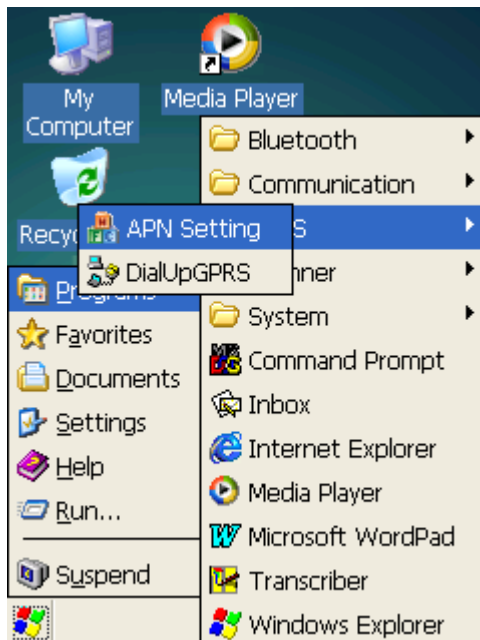 My
Computer
Media Player
Recyc
Bluetooth
Communication
S
nner
System
Command Prompt
Inbox
Internet Explorer
Media Player
Microsoft WordPad
Transcriber
Windows Explorer
APN Setting
DialUpGPRS
Programs
Favorites
Documents
Settings
Help
Run...
Suspend